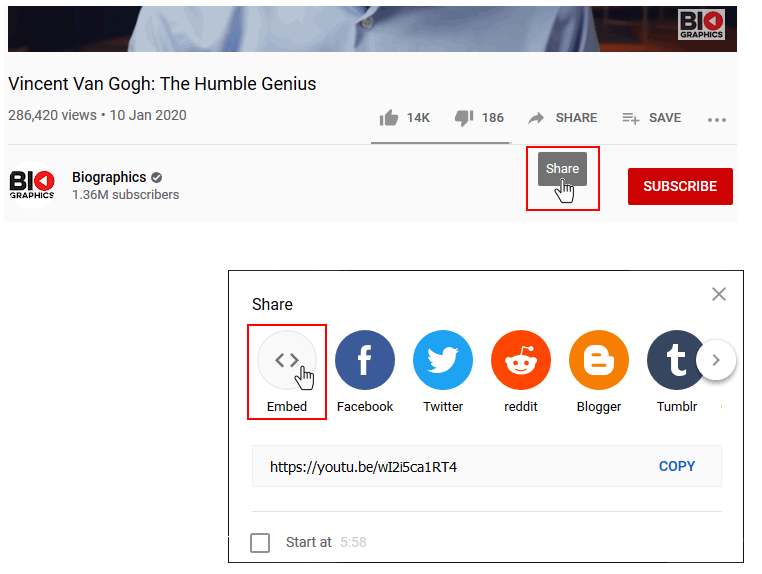 BIO
GRAPHICS
Vincent Van Gogh: The Humble Genius
286,420 views • 10 Jan 2020
14K 186 SHARE SAVE
BIO
GRAPHICS
Biographics
1.36M subscribers
Share
SUBSCRIBE
Share
Embed Facebook Twitter reddit Blogger Tumblr
https://youtu.be/wI2i5ca1RT4 COPY
Start at 5:58